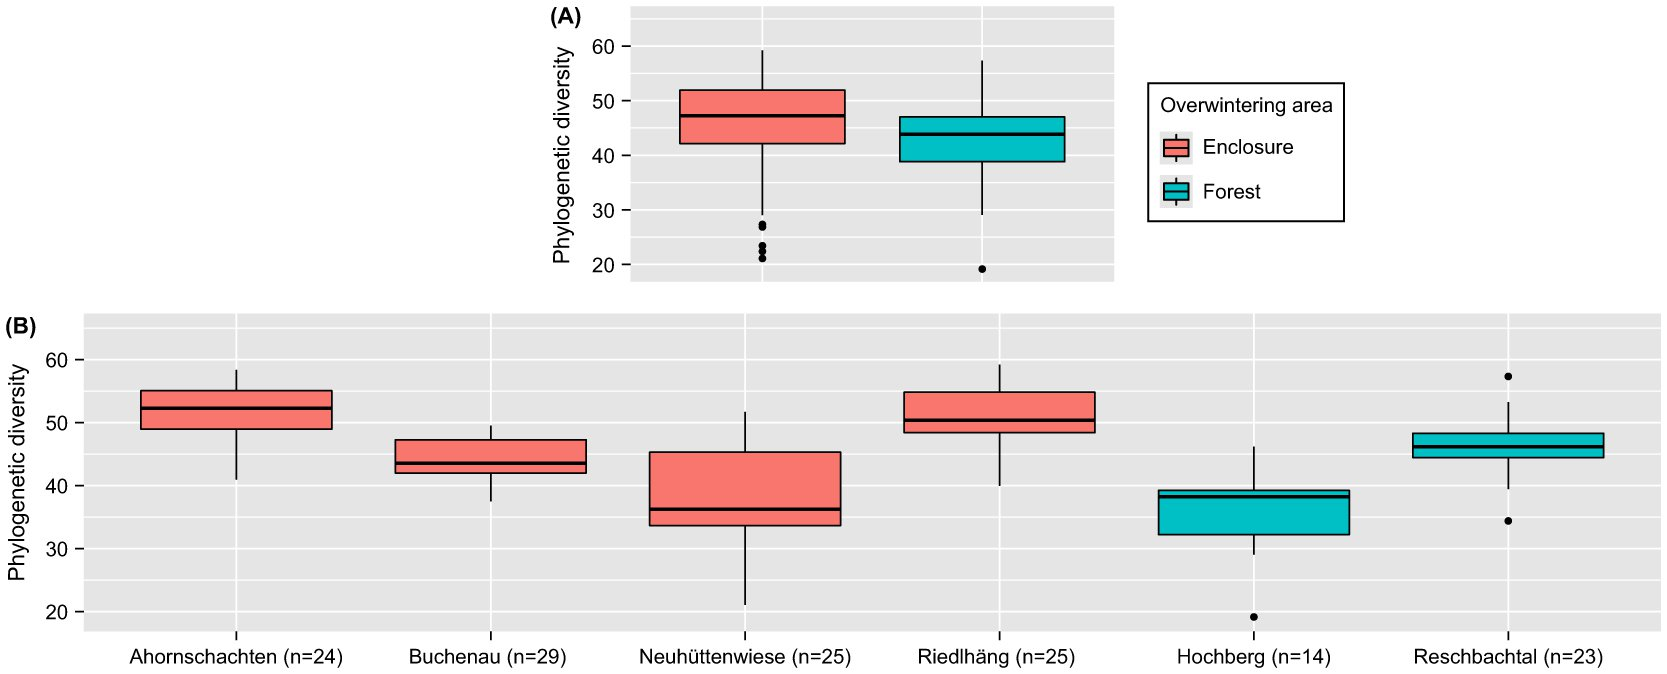 (A)
Phylogenetic diversity
60
50
40
30
20
Overwintering area
Enclosure
Forest
(B)
Phylogenetic diversity
60
50
40
30
20
Ahornschachten (n=24)
Buchenau (n=29)
Neuhüttenwiese (n=25)
Riedlhäng (n=25)
Hochberg (n=14)
Reschbachtal (n=23)